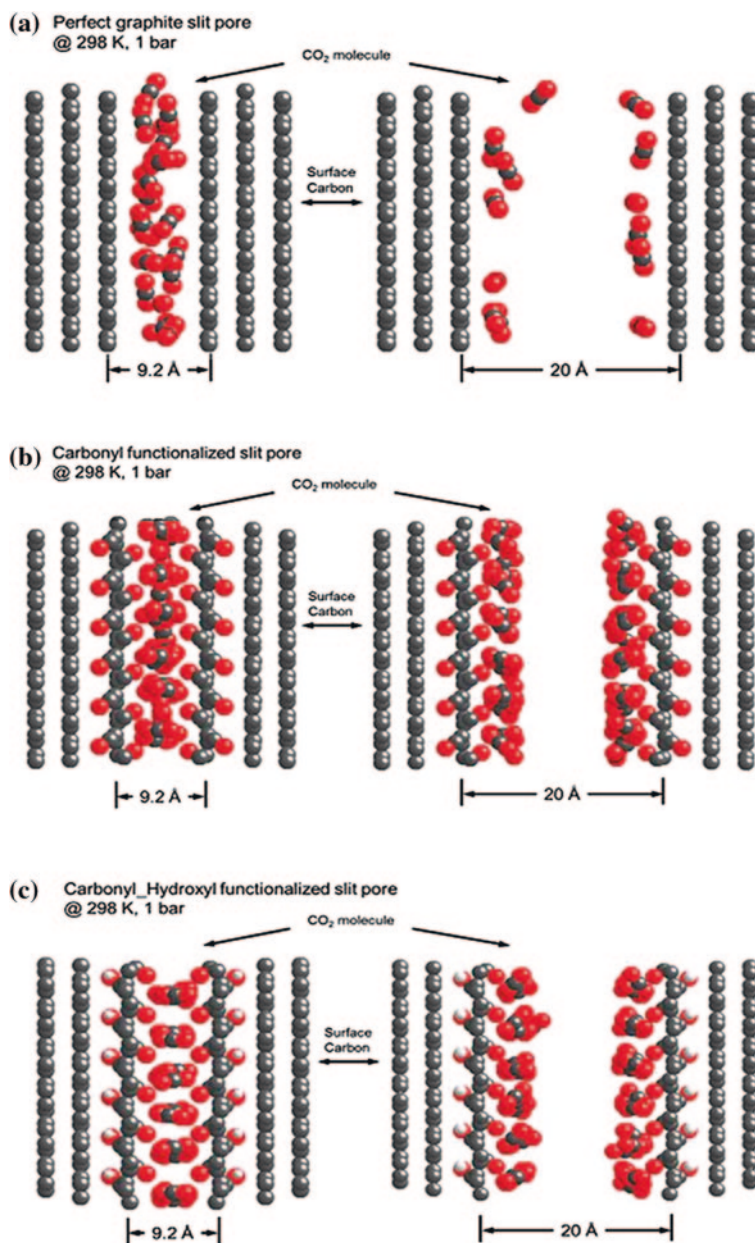 (a) Perfect graphite slit pore
@ 298 K, 1 bar
CO₂ molecule
Surface
Carbon
9.2 Å
20 Å
(b) Carbonyl functionalized slit pore
@ 298 K, 1 bar
CO₂ molecule
Surface
Carbon
9.2 Å
20 Å
(c) Carbonyl_Hydroxyl functionalized slit pore
@ 298 K, 1 bar
CO₂ molecule
Surface
Carbon
9.2 Å
20 Å